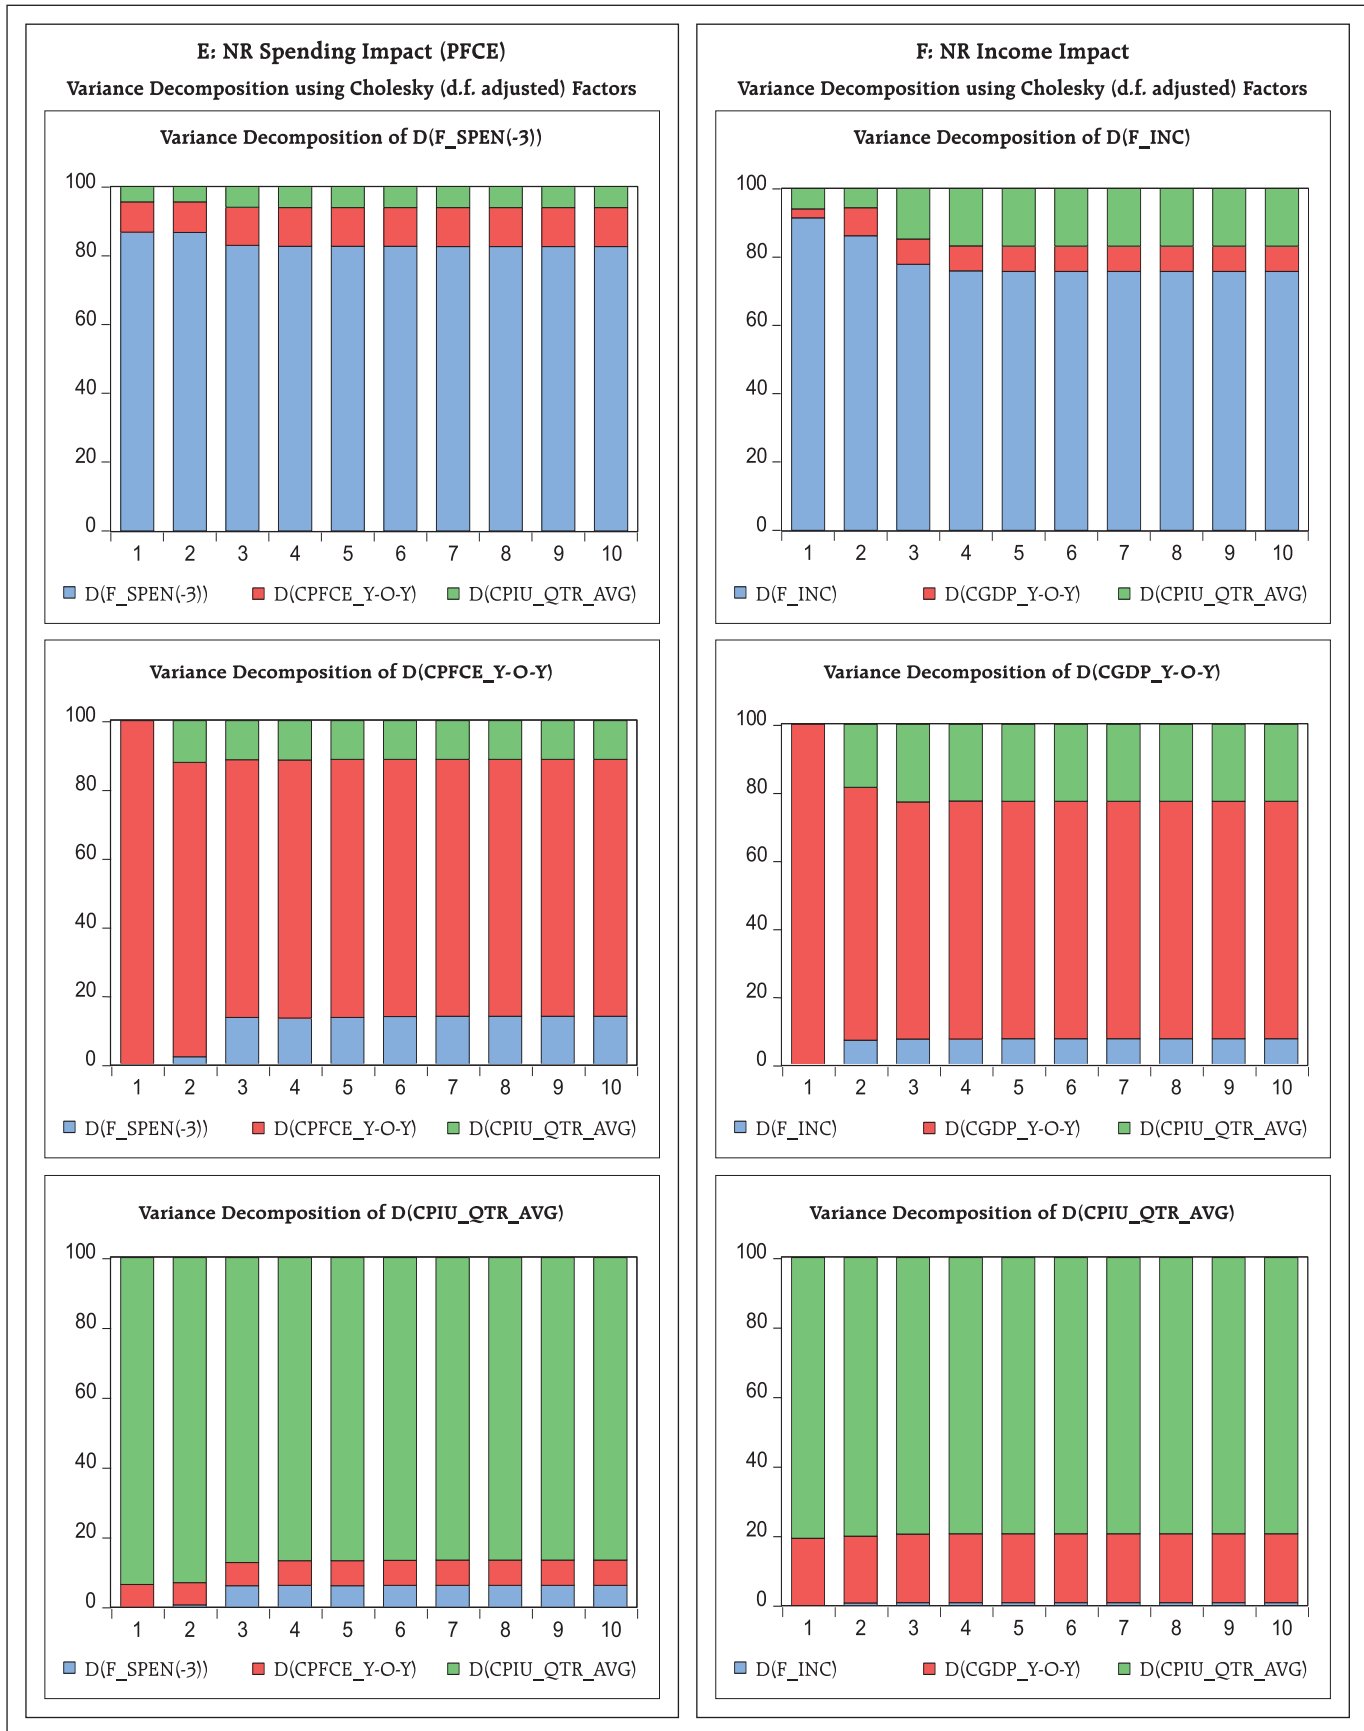 E: NR Spending Impact (PFCE)
Variance Decomposition using Cholesky (d.f. adjusted) Factors
Variance Decomposition of D(F_SPEN(-3))
100
80
60
40
20
0
1 2 3 4 5 6 7 8 9 10
D(F_SPEN(-3)) D(CPFCE_Y-O-Y) D(CPIU_QTR_AVG)
Variance Decomposition of D(CPFCE_Y-O-Y)
100
80
60
40
20
0
1 2 3 4 5 6 7 8 9 10
D(F_SPEN(-3)) D(CPFCE_Y-O-Y) D(CPIU_QTR_AVG)
Variance Decomposition of D(CPIU_QTR_AVG)
100
80
60
40
20
0
1 2 3 4 5 6 7 8 9 10
D(F_SPEN(-3)) D(CPFCE_Y-O-Y) D(CPIU_QTR_AVG)
F: NR Income Impact
Variance Decomposition using Cholesky (d.f. adjusted) Factors
Variance Decomposition of D(F_INC)
100
80
60
40
20
0
1 2 3 4 5 6 7 8 9 10
D(F_INC) D(CGDP_Y-O-Y) D(CPIU_QTR_AVG)
Variance Decomposition of D(CGDP_Y-O-Y)
100
80
60
40
20
0
1 2 3 4 5 6 7 8 9 10
D(F_INC) D(CGDP_Y-O-Y) D(CPIU_QTR_AVG)
Variance Decomposition of D(CPIU_QTR_AVG)
100
80
60
40
20
0
1 2 3 4 5 6 7 8 9 10
D(F_INC) D(CGDP_Y-O-Y) D(CPIU_QTR_AVG)